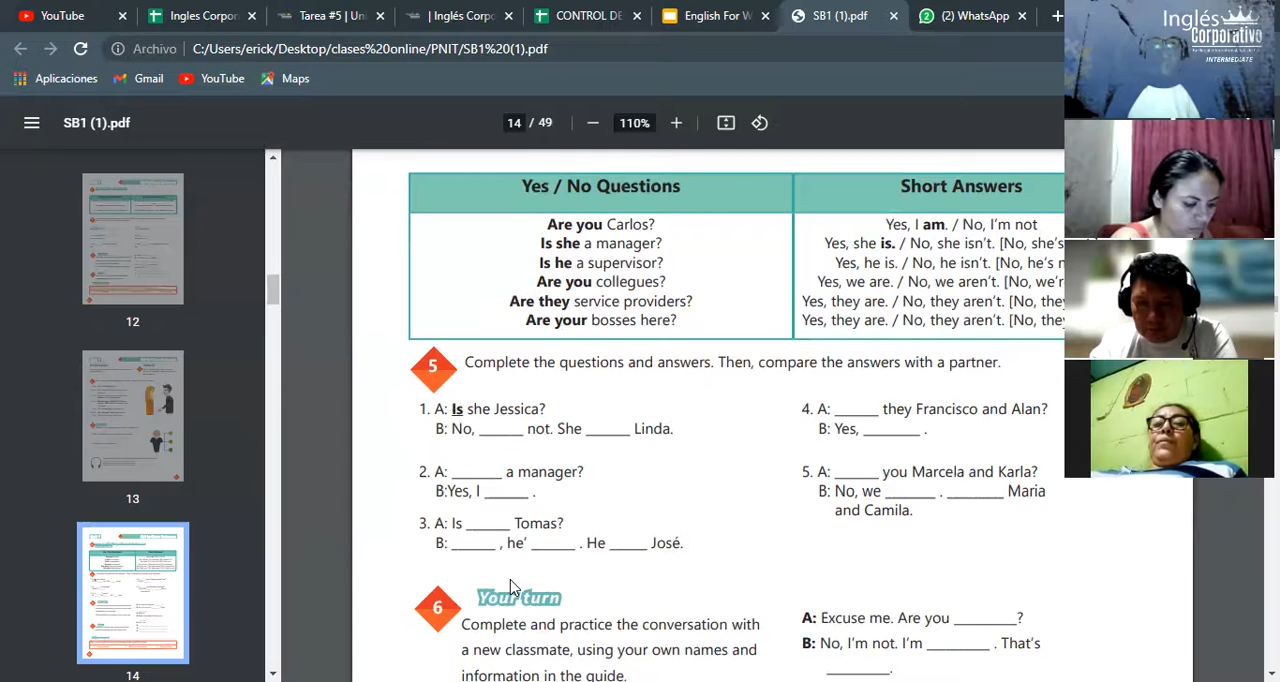 YouTube
Ingles Corpor
Tarea #5 | Uni
| Inglés Corpo
CONTROL DE
English For W
SB1 (1).pdf
(2) WhatsApp
Archivo
C:/Users/erick/Desktop/clases%20online/PNIT/SB1%20(1).pdf
Aplicaciones
Gmail
YouTube
Maps
Inglés
Corporativo
INTERMEDIATE
SB1 (1).pdf
14 / 49
110%
12
13
14
Yes / No Questions
Short Answers
Are you Carlos?
Yes, I am. / No, I'm not
Is she a manager?
Yes, she is. / No, she isn't. [No, she's
Is he a supervisor?
Yes, he is. / No, he isn't. [No, he's n
Are you collegues?
Yes, we are. / No, we aren't. [No, we'r
Are they service providers?
Yes, they are. / No, they aren't. [No, the
Are your bosses here?
Yes, they are. / No, they aren't. [No, the
5
Complete the questions and answers. Then, compare the answers with a partner.
1. A: Is she Jessica?
B: No, ______ not. She ______ Linda.
2. A: _______ a manager?
B:Yes, I ______ .
3. A: Is ______ Tomas?
B: ______ , he' _____ . He _____ José.
4. A: ______ they Francisco and Alan?
B: Yes, ________ .
5. A: ______ you Marcela and Karla?
B: No, we _______ . ________ Maria
and Camila.
6
Your turn
Complete and practice the conversation with
a new classmate, using your own names and
information in the guide.
A: Excuse me. Are you _________?
B: No, I'm not. I'm _________ . That's
_________.